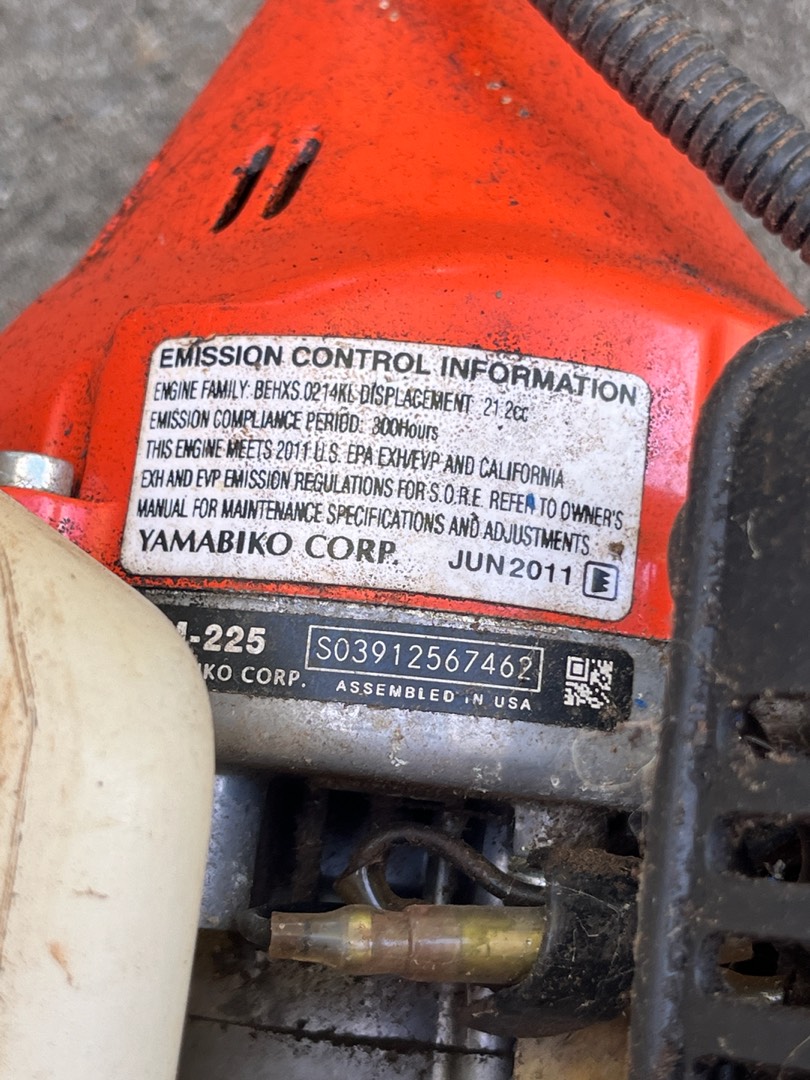 EMISSION CONTROL INFORMATION
ENGINE FAMILY: BEHXS.0214KL DISPLACEMENT 21.2cc
EMISSION COMPLIANCE PERIOD: 300Hours
THIS ENGINE MEETS 2011 U.S. EPA EXH/EVP AND CALIFORNIA
EXH AND EVP EMISSION REGULATIONS FOR S.O.R.E. REFER TO OWNER'S
MANUAL FOR MAINTENANCE SPECIFICATIONS AND ADJUSTMENTS.
YAMABIKO CORP. JUN2011 E
-225 S03912567462
KO CORP. ASSEMBLED IN USA